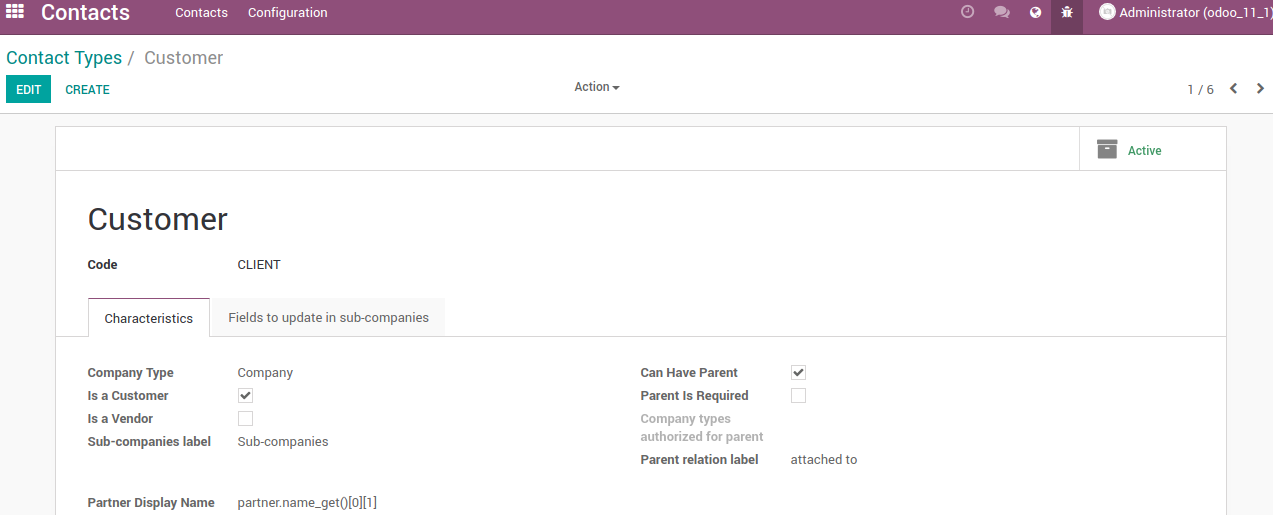 Contacts Contacts Configuration Administrator (odoo_11_1)
Contact Types / Customer
EDIT CREATE Action 1 / 6
Active
Customer
Code CLIENT
Characteristics Fields to update in sub-companies
Company Type Company Can Have Parent
Is a Customer Parent Is Required
Is a Vendor Company types
authorized for parent
Sub-companies label Sub-companies
Parent relation label attached to
Partner Display Name partner.name_get()[0][1]